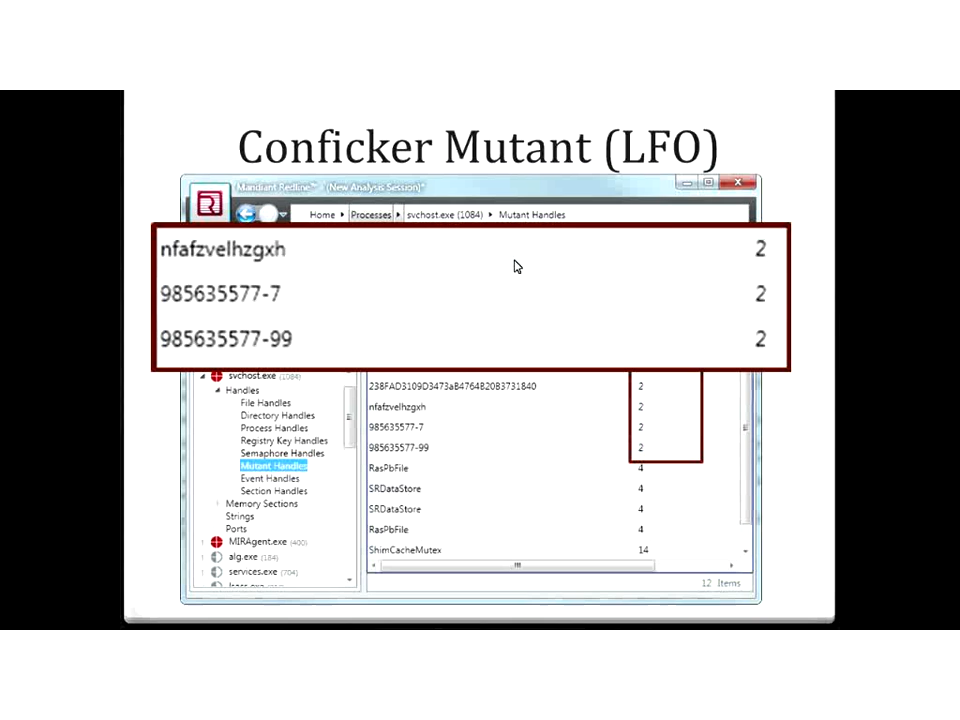 Conficker Mutant (LFO)
Mandiant Redline™ - (New Analysis Session)*
Home ▸ Processes ▸ svchost.exe (1084) ▸ Mutant Handles
nfafzvelhzgxh 2
985635577-7 2
985635577-99 2
svchost.exe (1084)
Handles
File Handles
Directory Handles
Process Handles
Registry Key Handles
Semaphore Handles
Mutant Handles
Event Handles
Section Handles
Memory Sections
Strings
Ports
MIRAgent.exe (400)
alg.exe (184)
services.exe (704)
238FAD3109D3473aB4764B20B3731840 2
nfafzvelhzgxh 2
985635577-7 2
985635577-99 2
RasPbFile 4
SRDataStore 4
SRDataStore 4
RasPbFile 4
ShimCacheMutex 14
12 Items